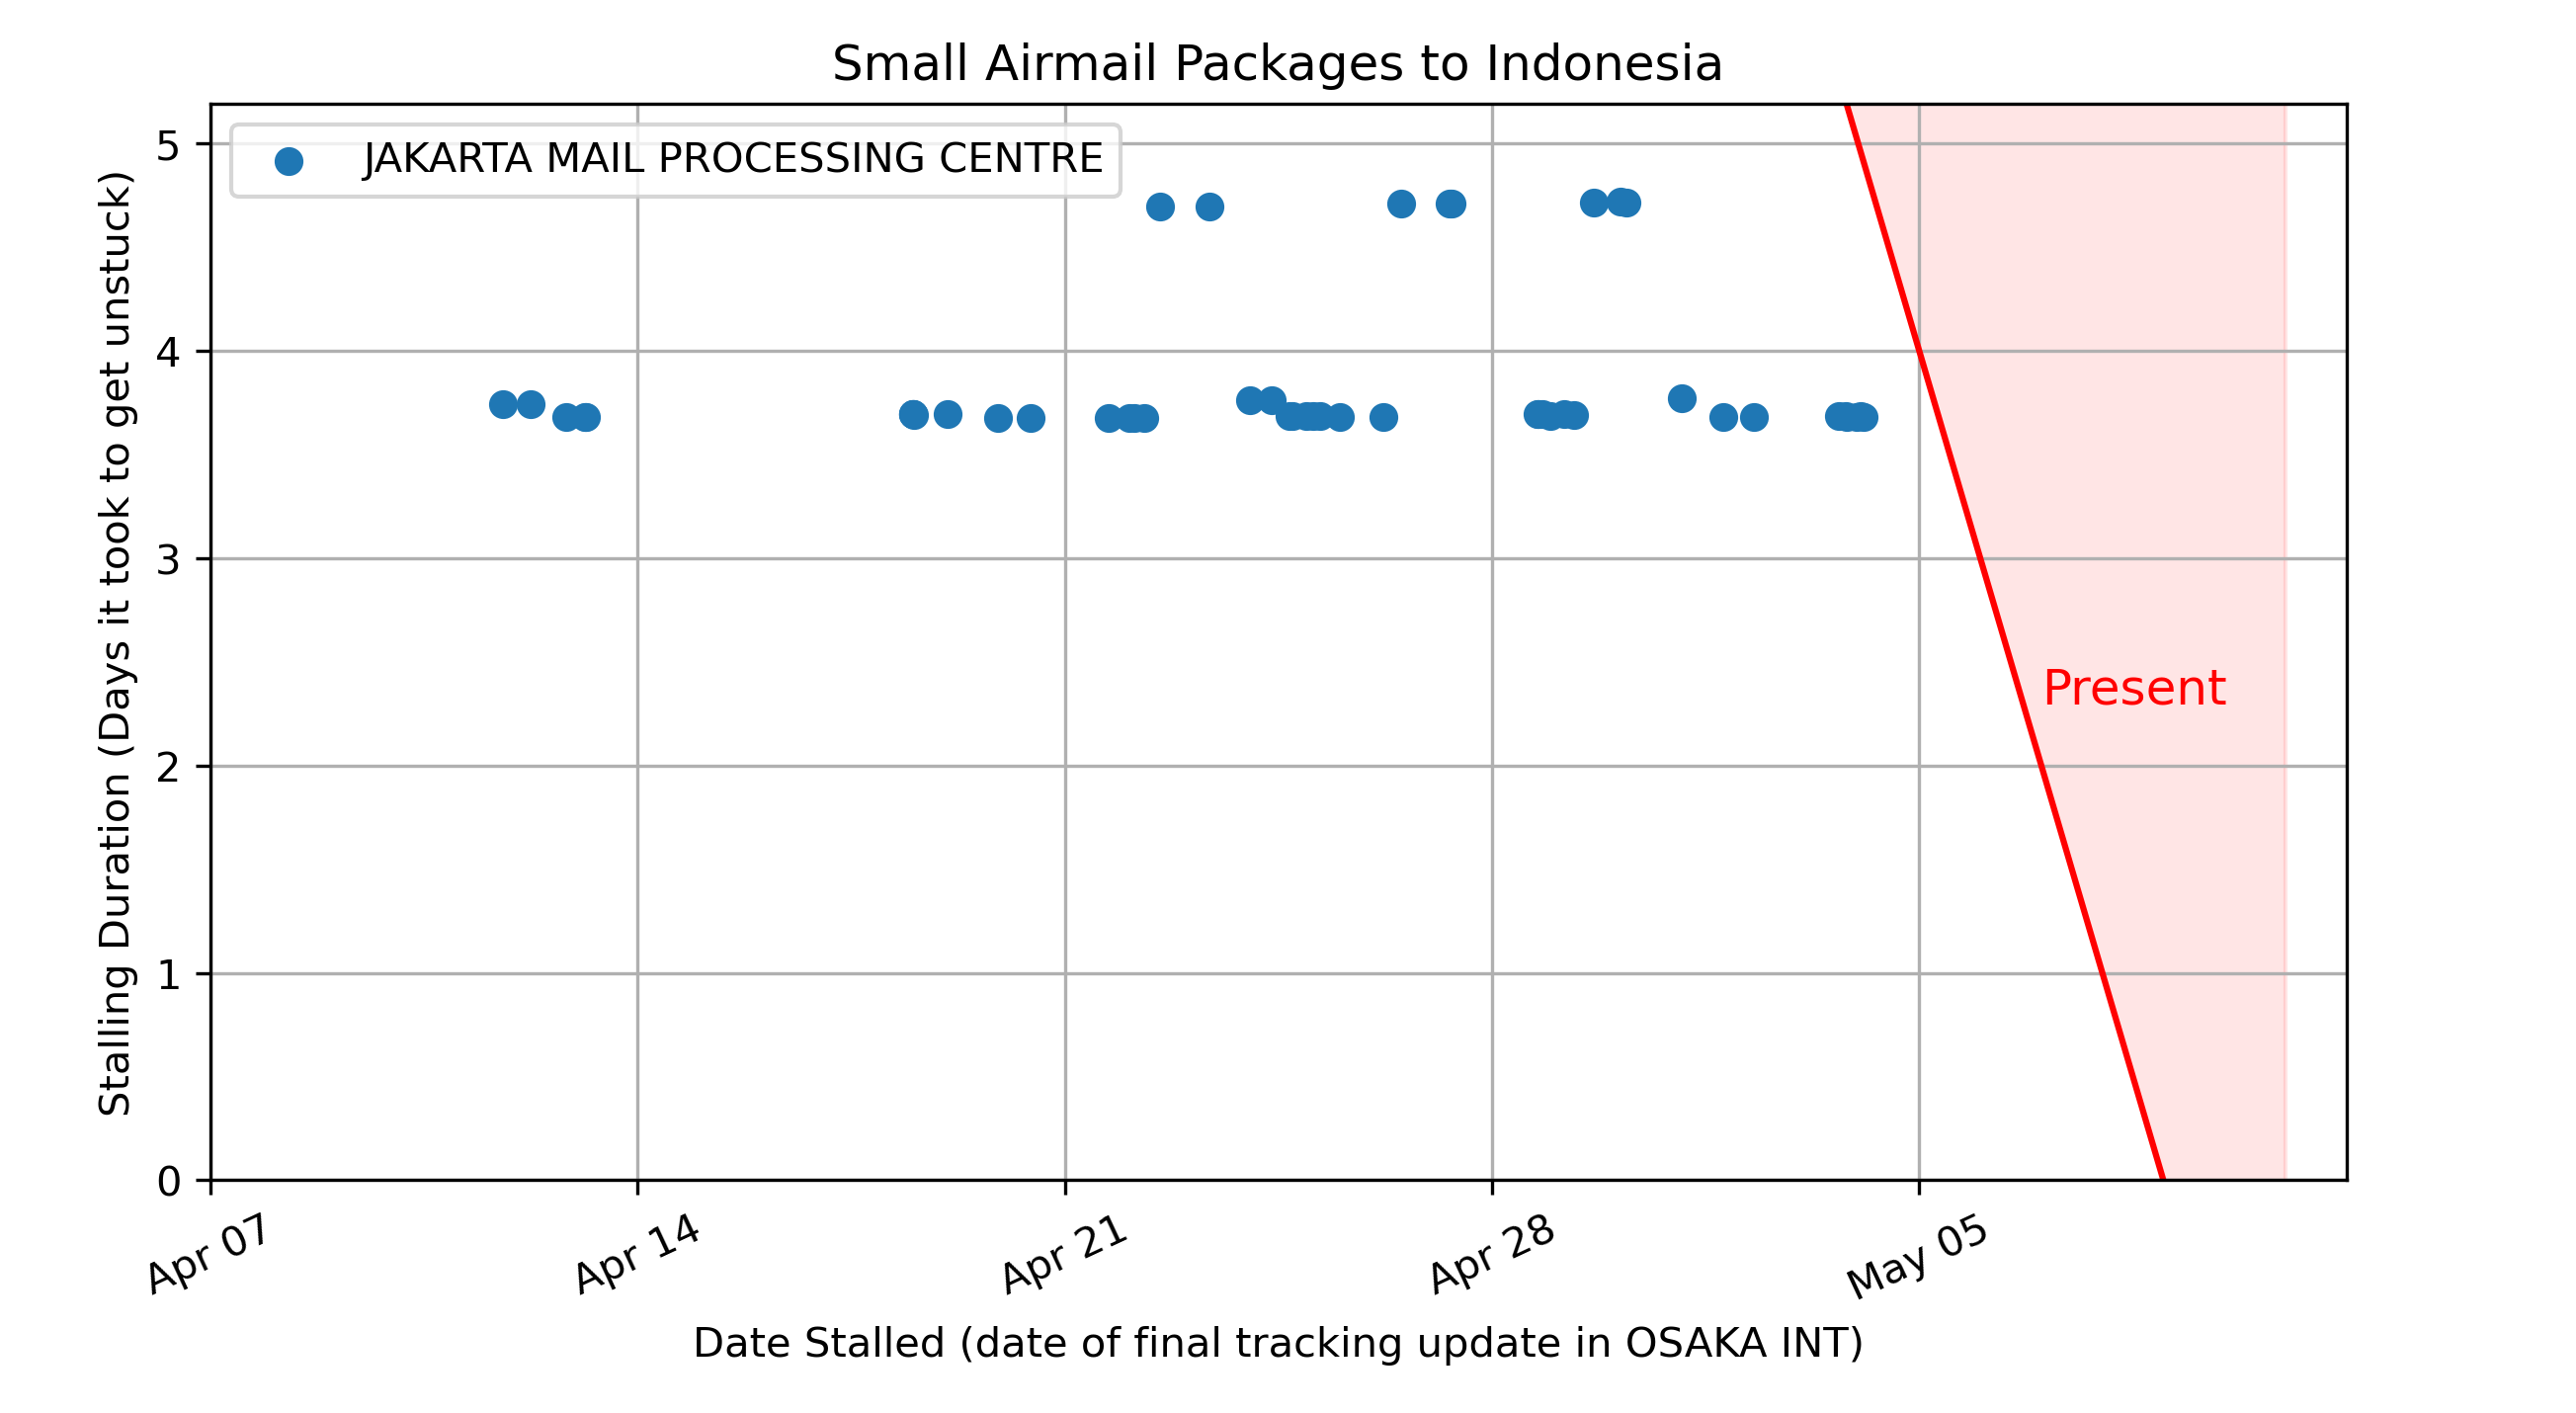 Small Airmail Packages to Indonesia
JAKARTA MAIL PROCESSING CENTRE
Stalling Duration (Days it took to get unstuck)
5
4
3
2
1
0
Present
Apr 07
Apr 14
Apr 21
Apr 28
May 05
Date Stalled (date of final tracking update in OSAKA INT)